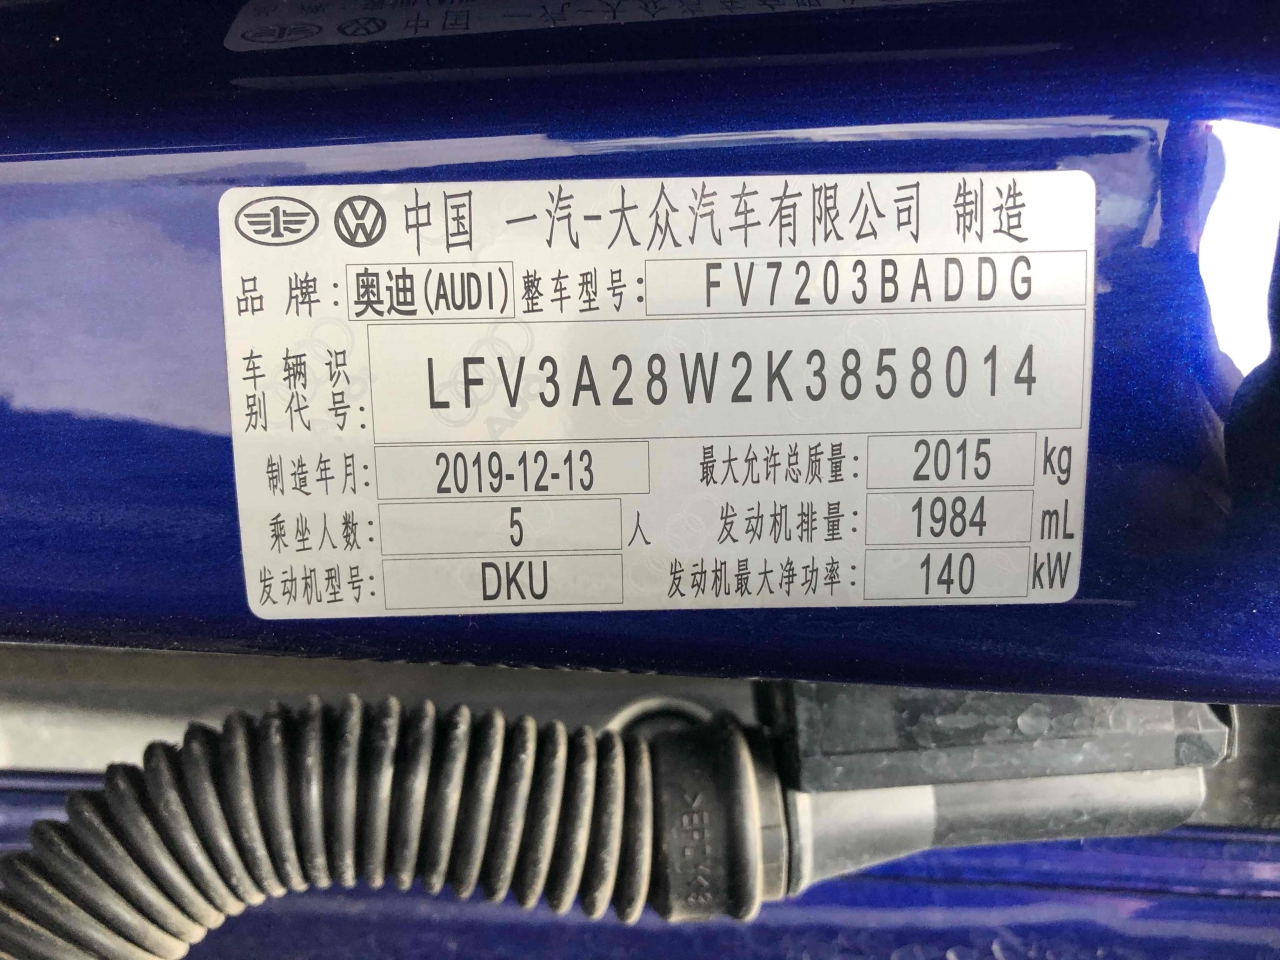 中国 一汽-大众汽车有限公司 制造
品牌: 奥迪(AUDI) 整车型号: FV7203BADDG
车辆识别代号: LFV3A28W2K3858014
制造年月: 2019-12-13 最大允许总质量: 2015 kg
乘坐人数: 5 人 发动机排量: 1984 mL
发动机型号: DKU 发动机最大净功率: 140 kW